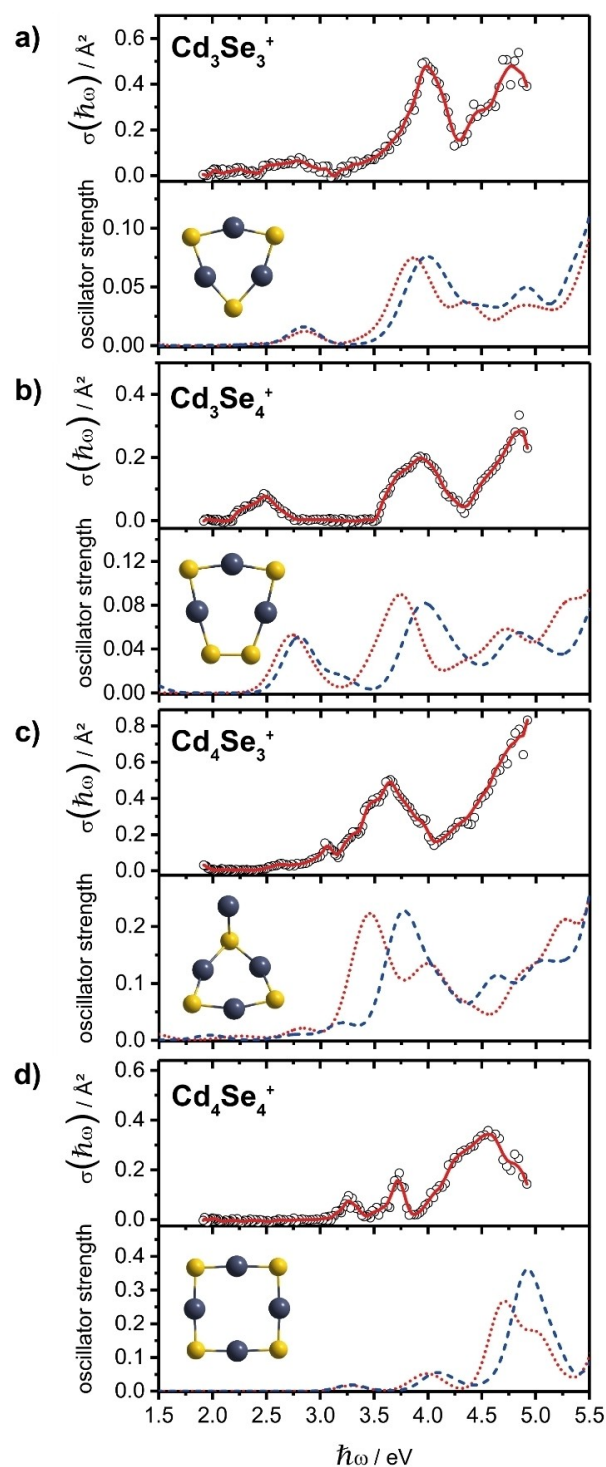 a)
Cd₃Se₃⁺
σ(ℏω) / Å²
0.6
0.4
0.2
0.0
oscillator strength
0.10
0.05
0.00
b)
Cd₃Se₄⁺
σ(ℏω) / Å²
0.4
0.2
0.0
oscillator strength
0.12
0.08
0.04
0.00
c)
Cd₄Se₃⁺
σ(ℏω) / Å²
0.8
0.6
0.4
0.2
0.0
oscillator strength
0.2
0.1
0.0
d)
Cd₄Se₄⁺
σ(ℏω) / Å²
0.6
0.4
0.2
0.0
oscillator strength
0.4
0.3
0.2
0.1
0.0
1.5 2.0 2.5 3.0 3.5 4.0 4.5 5.0 5.5
ℏω / eV